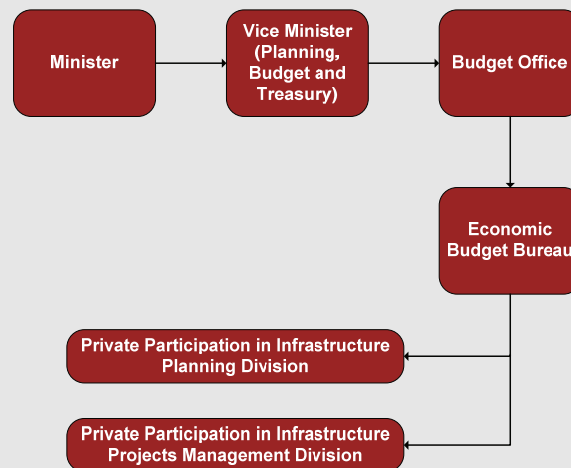 Minister
Vice Minister
(Planning,
Budget and
Treasury)
Budget Office
Economic
Budget Bureau
Private Participation in Infrastructure
Planning Division
Private Participation in Infrastructure
Projects Management Division